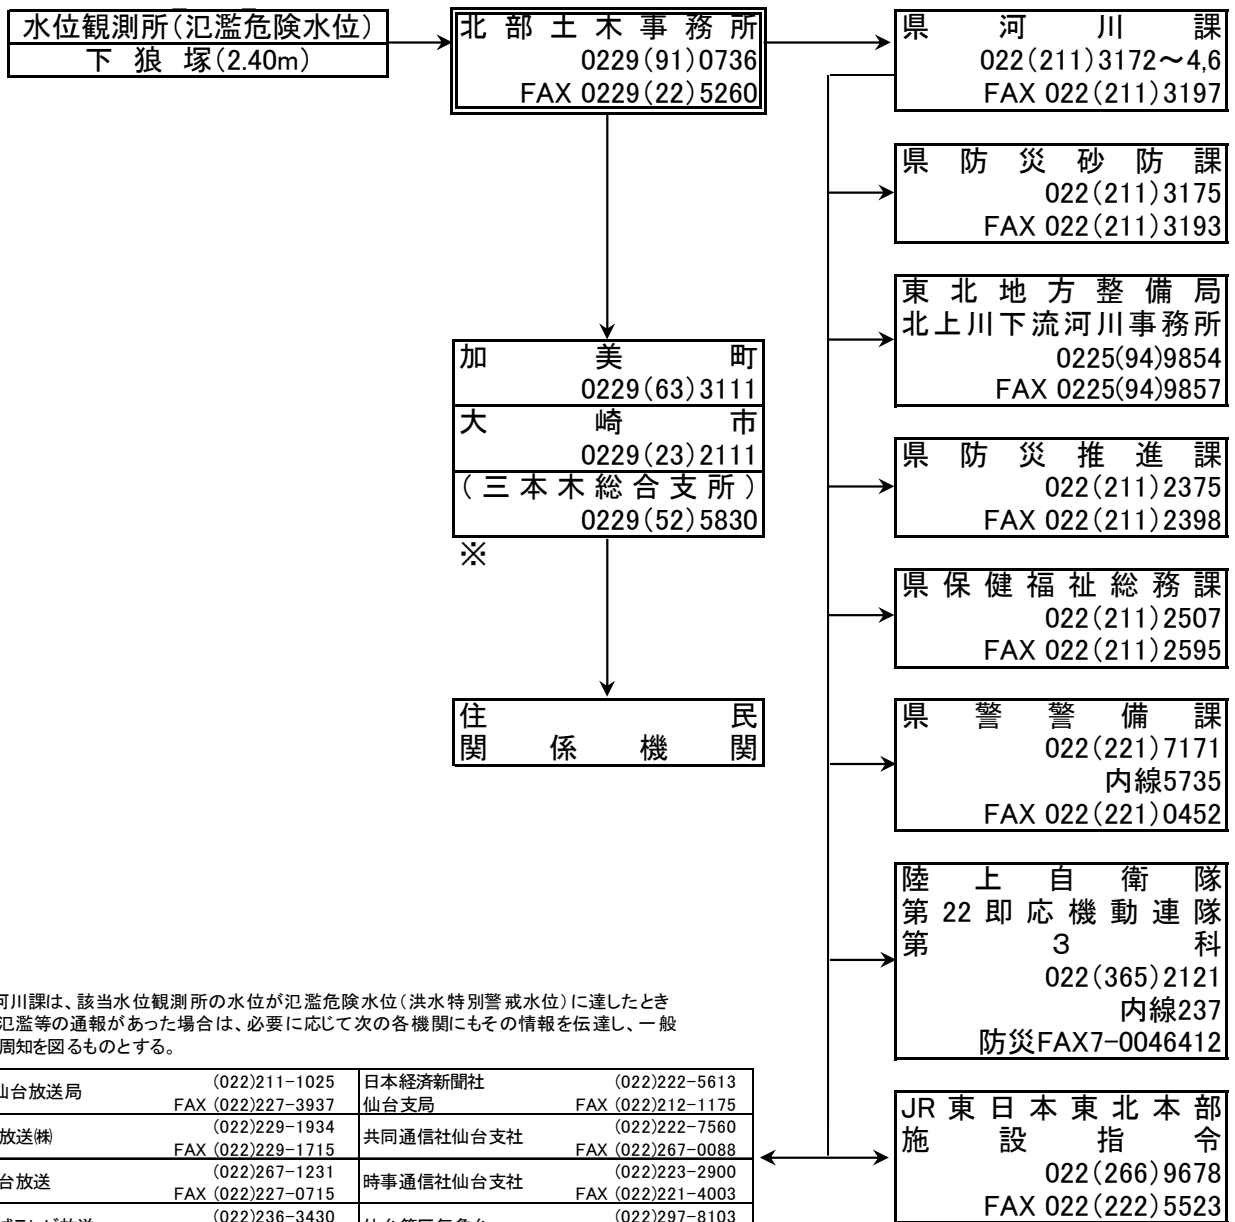 水位観測所(氾濫危険水位)
下 狼 塚(2.40m)
北 部 土 木 事 務 所
0229(91)0736
FAX 0229(22)5260
県 河 川 課
022(211)3172～4,6
FAX 022(211)3197
県 防 災 砂 防 課
022(211)3175
FAX 022(211)3193
東 北 地 方 整 備 局
北上川下流河川事務所
0225(94)9854
FAX 0225(94)9857
加 美 町
0229(63)3111
大 崎 市
0229(23)2111
(三本木総合支所)
0229(52)5830
※
県 防 災 推 進 課
022(211)2375
FAX 022(211)2398
県 保 健 福 祉 総 務 課
022(211)2507
FAX 022(211)2595
住 民
関 係 機 関
県 警 警 備 課
022(221)7171
内線5735
FAX 022(221)0452
陸 上 自 衛 隊
第 22 即 応 機 動 連 隊
第 3 科
022(365)2121
内線237
防災FAX7-0046412
JR 東 日 本 東 北 本 部
施 設 指 令
022(266)9678
FAX 022(222)5523
河川課は、該当水位観測所の水位が氾濫危険水位(洪水特別警戒水位)に達したとき
氾濫等の通報があった場合は、必要に応じて次の各機関にもその情報を伝達し、一般
周知を図るものとする。
仙台放送局 (022)211-1025 FAX (022)227-3937
日本経済新聞社 (022)222-5613
仙台支局 FAX (022)212-1175
放送㈱ (022)229-1934 FAX (022)229-1715
共同通信社仙台支社 (022)222-7560 FAX (022)267-0088
台放送 (022)267-1231 FAX (022)227-0715
時事通信社仙台支社 (022)223-2900 FAX (022)221-4003
(022)236-3430
(022)297-8103